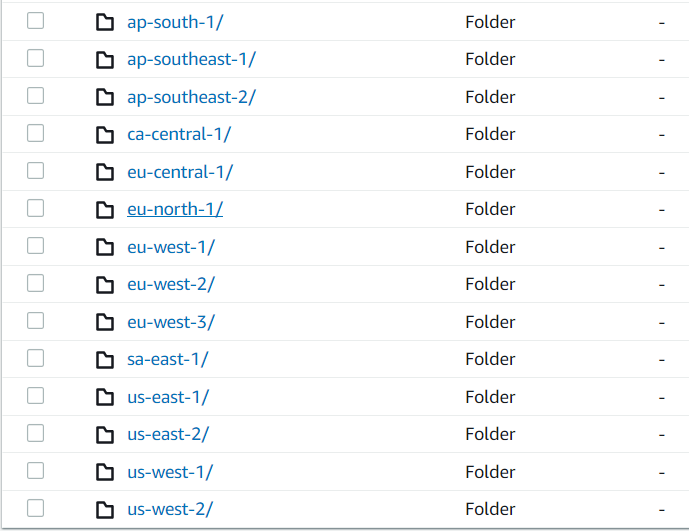 ap-south-1/ Folder -
ap-southeast-1/ Folder -
ap-southeast-2/ Folder -
ca-central-1/ Folder -
eu-central-1/ Folder -
eu-north-1/ Folder -
eu-west-1/ Folder -
eu-west-2/ Folder -
eu-west-3/ Folder -
sa-east-1/ Folder -
us-east-1/ Folder -
us-east-2/ Folder -
us-west-1/ Folder -
us-west-2/ Folder -